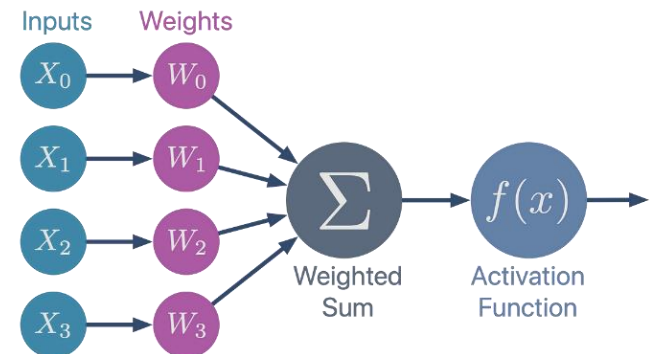 Inputs Weights
X₀ W₀
X₁ W₁
X₂ W₂
X₃ W₃
Σ f(x)
Weighted Activation
Sum Function